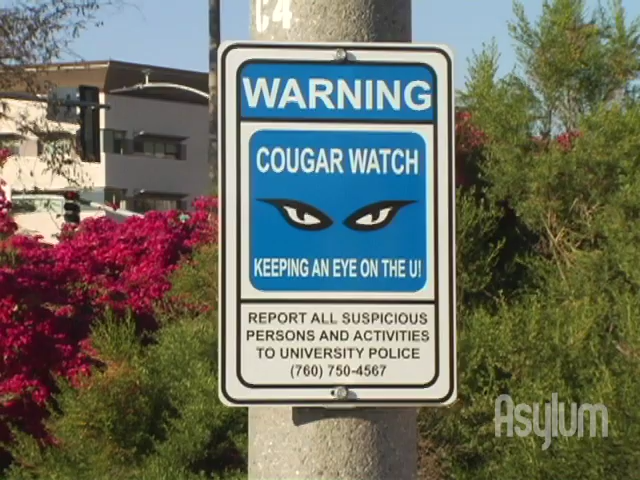 C4
WARNING
COUGAR WATCH
KEEPING AN EYE ON THE U!
REPORT ALL SUSPICIOUS
PERSONS AND ACTIVITIES
TO UNIVERSITY POLICE
(760) 750-4567
Asylum